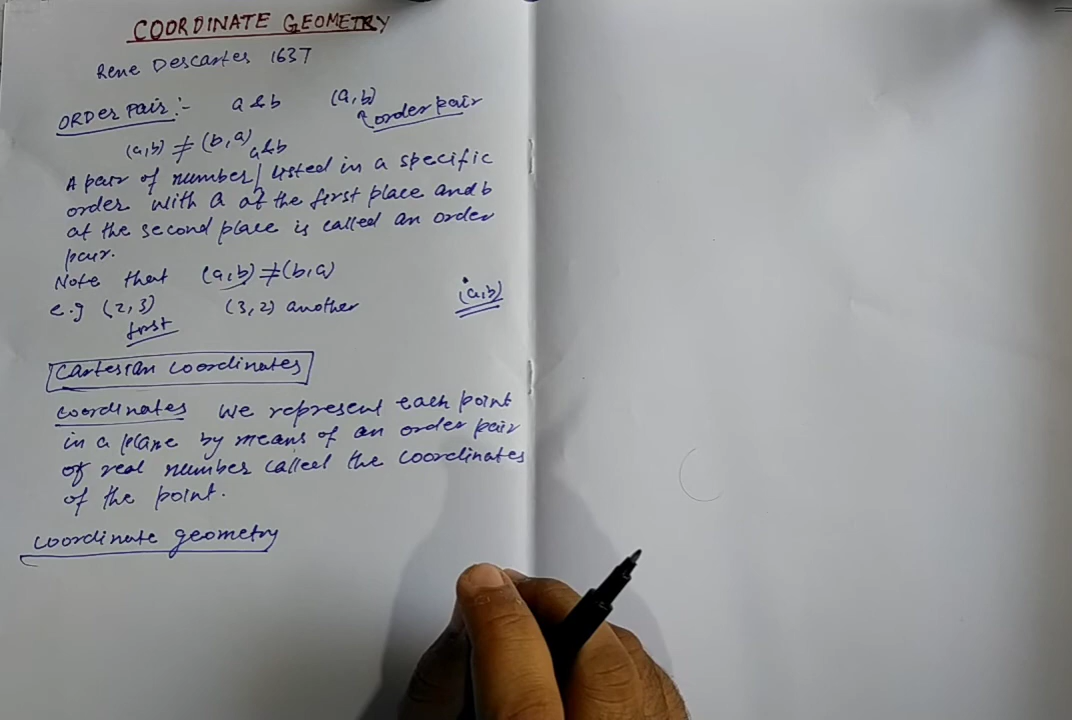 COORDINATE GEOMETRY
Rene Descartes 1637
ORDER PAIR :- a & b (a,b)
order pair
(a,b) ≠ (b,a)
a & b
A pair of number listed in a specific
order with a at the first place and b
at the second place is called an order
pair.
Note that (a,b) ≠ (b,a)
e.g (2,3) (3,2) another (a,b)
first
Cartesian coordinates
coordinates We represent each point
in a plane by means of an order pair
of real number called the coordinates
of the point.
Coordinate geometry